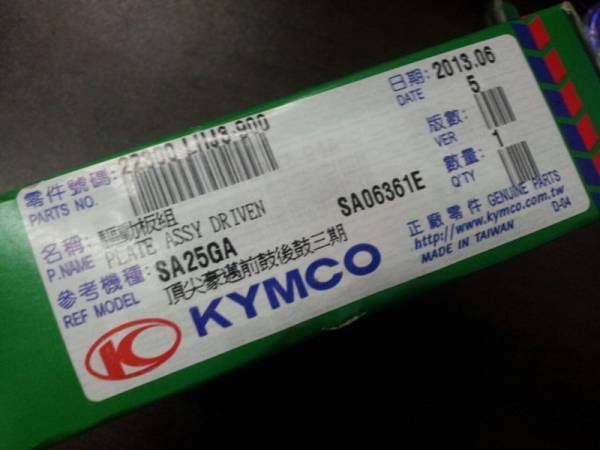 零件號碼: 22300.LHJ3.900
PARTS NO.
名稱: 驅動板組
P.NAME PLATE ASSY DRIVEN
參考機種: SA25GA
REF MODEL 頂尖豪邁前鼓後鼓三期
SA06361E
日期: 2013.06
DATE
版數: 5
VER
數量: 1
Q'TY
正廠零件 GENUINE PARTS
http://www.kymco.com.tw
MADE IN TAIWAN
D-04
KYMCO